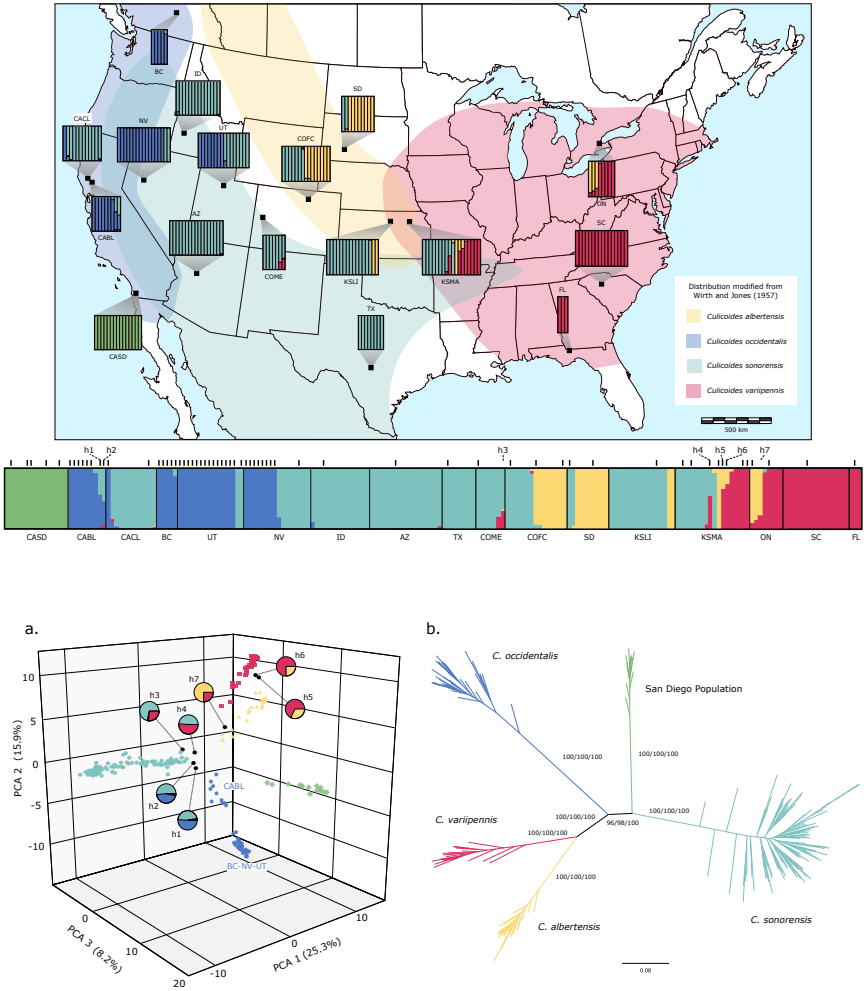 BC
ID
SD
CACL
NV
UT
COFC
ON
CABL
AZ
SC
COME
KSLI
KSMA
FL
TX
CASD
Distribution modified from
Wirth and Jones (1957)
Culicoides albertensis
Culicoides occidentalis
Culicoides sonorensis
Culicoides variipennis
500 km
h1 h2 h3 h4 h5 h6 h7
CASD CABL CACL BC UT NV ID AZ TX COME COFC SD KSLI KSMA ON SC FL
a.
h6
h7
h3
h4
h5
h2
h1
CABL
BC-NV-UT
10
5
0
-5
-10
PCA 2 (15.9%)
0
10
20
PCA 3 (8.2%)
-10
0
10
PCA 1 (25.3%)
b.
C. occidentalis
San Diego Population
100/100/100
100/100/100
100/100/100
100/100/100
96/98/100
C. variipennis
100/100/100
100/100/100
C. albertensis
C. sonorensis
0.08